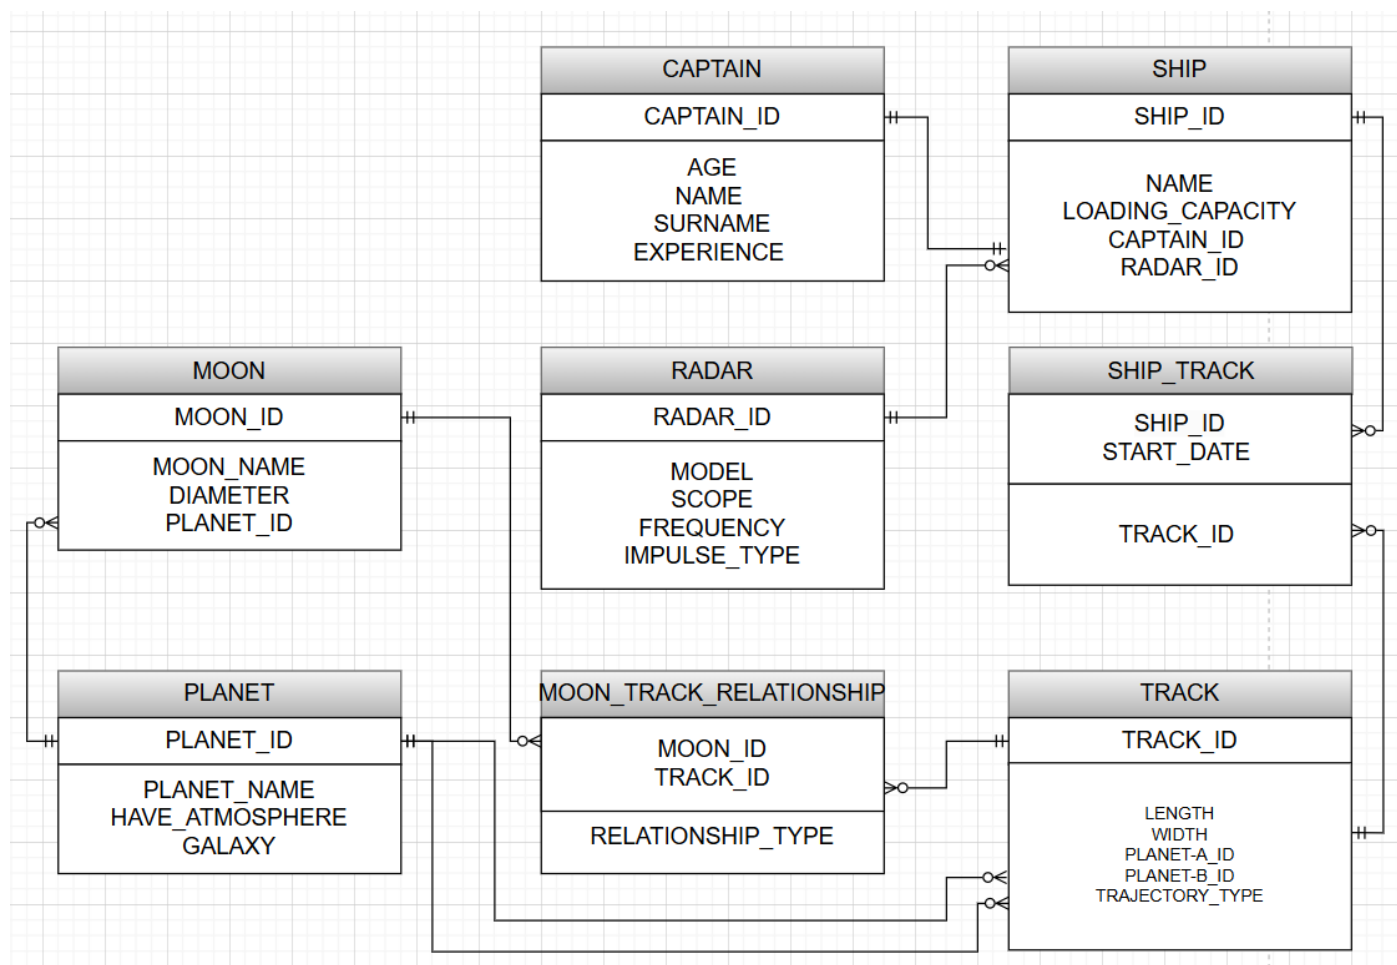 CAPTAIN
CAPTAIN_ID
AGE
NAME
SURNAME
EXPERIENCE
SHIP
SHIP_ID
NAME
LOADING_CAPACITY
CAPTAIN_ID
RADAR_ID
MOON
MOON_ID
MOON_NAME
DIAMETER
PLANET_ID
RADAR
RADAR_ID
MODEL
SCOPE
FREQUENCY
IMPULSE_TYPE
SHIP_TRACK
SHIP_ID
START_DATE
TRACK_ID
PLANET
PLANET_ID
PLANET_NAME
HAVE_ATMOSPHERE
GALAXY
MOON_TRACK_RELATIONSHIP
MOON_ID
TRACK_ID
RELATIONSHIP_TYPE
TRACK
TRACK_ID
LENGTH
WIDTH
PLANET-A_ID
PLANET-B_ID
TRAJECTORY_TYPE